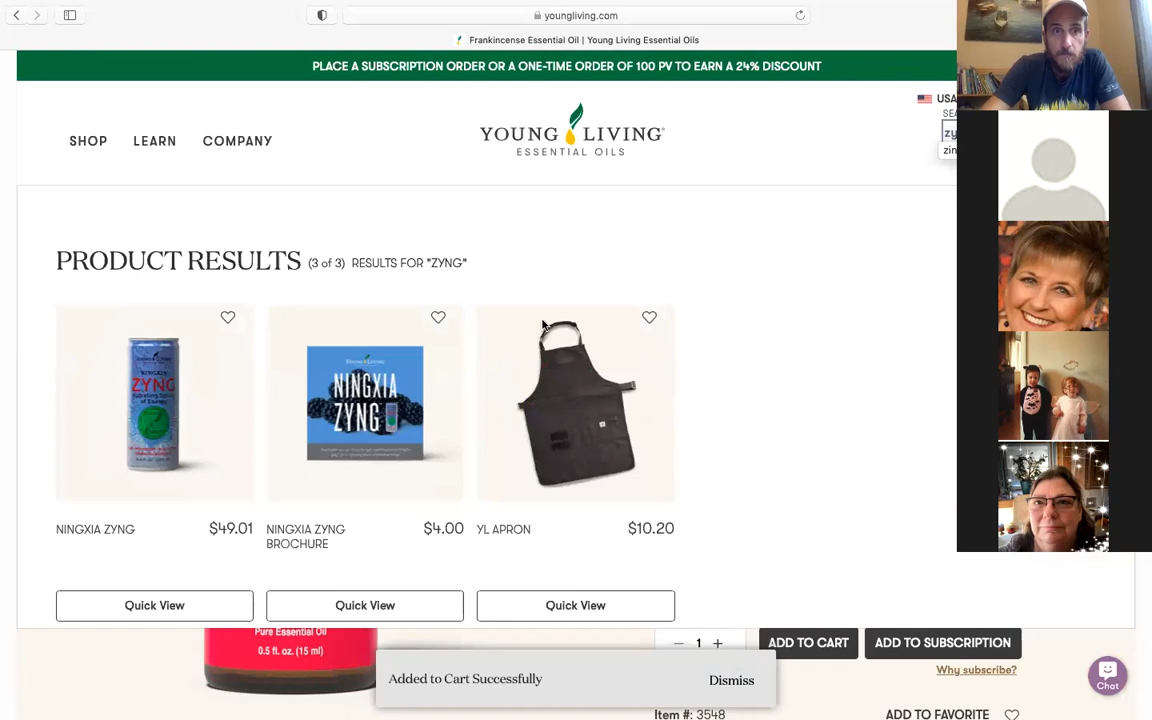 youngliving.com
Frankincense Essential Oil | Young Living Essential Oils
PLACE A SUBSCRIPTION ORDER OR A ONE-TIME ORDER OF 100 PV TO EARN A 24% DISCOUNT
USA
SHOP LEARN COMPANY
YOUNG LIVING
ESSENTIAL OILS
PRODUCT RESULTS (3 of 3) RESULTS FOR "ZYNG"
YOUNG LIVING
NINGXIA
ZYNG
NINGXIA
ZYNG
NINGXIA ZYNG $49.01
NINGXIA ZYNG BROCHURE $4.00
YL APRON $10.20
Quick View Quick View Quick View
Pure Essential Oil
0.5 fl. oz. (15 ml)
1 ADD TO CART ADD TO SUBSCRIPTION
Why subscribe?
Added to Cart Successfully Dismiss
Chat
Item #: 3548 ADD TO FAVORITE